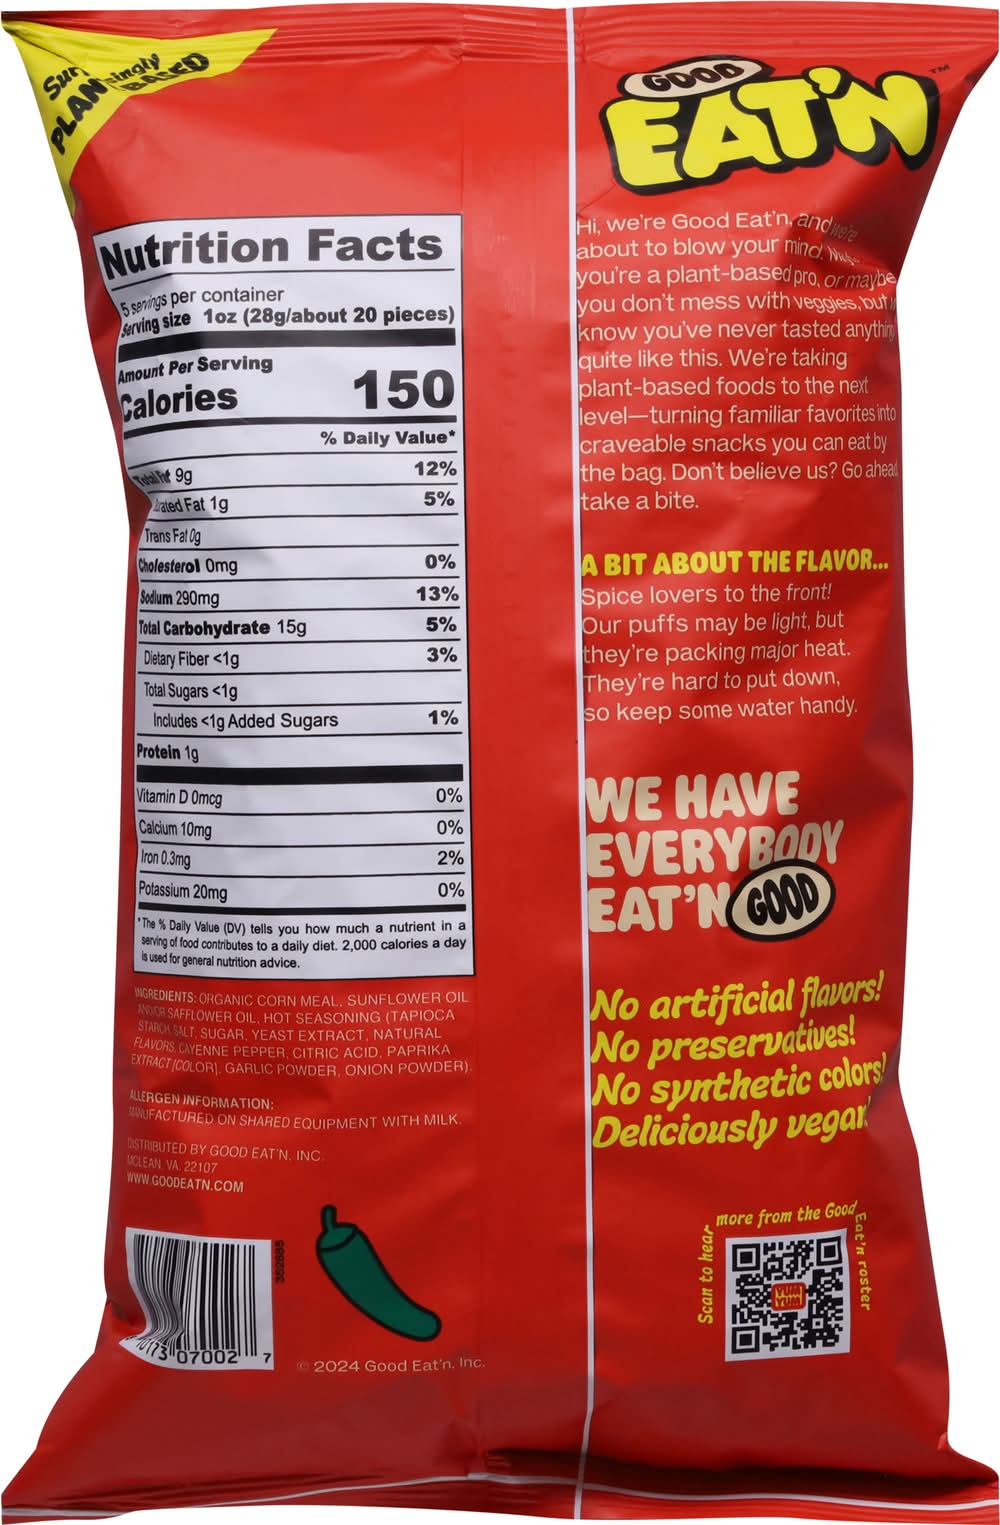 Surprisingly
PLANT BASED
Nutrition Facts
5 servings per container
Serving size 1oz (28g/about 20 pieces)
Amount Per Serving
Calories 150
% Daily Value*
Total Fat 9g 12%
Saturated Fat 1g 5%
Trans Fat 0g
Cholesterol 0mg 0%
Sodium 290mg 13%
Total Carbohydrate 15g 5%
Dietary Fiber <1g 3%
Total Sugars <1g
Includes <1g Added Sugars 1%
Protein 1g
Vitamin D 0mcg 0%
Calcium 10mg 0%
Iron 0.3mg 2%
Potassium 20mg 0%
*The % Daily Value (DV) tells you how much a nutrient in a
serving of food contributes to a daily diet. 2,000 calories a day
is used for general nutrition advice.
INGREDIENTS: ORGANIC CORN MEAL, SUNFLOWER OIL
AND/OR SAFFLOWER OIL, HOT SEASONING (TAPIOCA
STARCH, SALT, SUGAR, YEAST EXTRACT, NATURAL
FLAVORS, CAYENNE PEPPER, CITRIC ACID, PAPRIKA
EXTRACT [COLOR], GARLIC POWDER, ONION POWDER).
ALLERGEN INFORMATION:
MANUFACTURED ON SHARED EQUIPMENT WITH MILK.
DISTRIBUTED BY GOOD EAT'N, INC.
MCLEAN, VA. 22107
WWW.GOODEATN.COM
07002 7
352885
© 2024 Good Eat'n, Inc.
GOOD
EAT'N™
Hi, we're Good Eat'n, and we're
about to blow your mind.
you're a plant-based pro, or maybe
you don't mess with veggies, but
know you've never tasted anything
quite like this. We're taking
plant-based foods to the next
level—turning familiar favorites into
craveable snacks you can eat by
the bag. Don't believe us? Go ahead
take a bite.
A BIT ABOUT THE FLAVOR...
Spice lovers to the front!
Our puffs may be light, but
they're packing major heat.
They're hard to put down,
so keep some water handy.
WE HAVE
EVERYBODY
EAT'N GOOD
No artificial flavors!
No preservatives!
No synthetic colors!
Deliciously vegan!
Scan to hear more from the Good Eat'n roster
YUM
YUM!